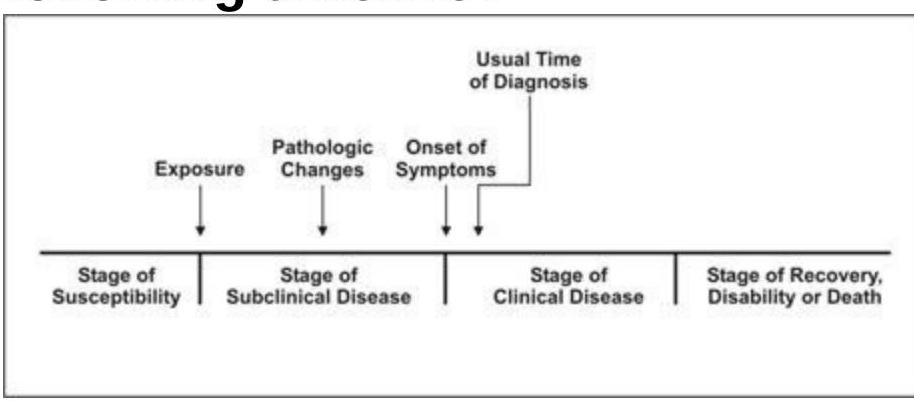 Usual Time
of Diagnosis
Pathologic
Changes
Onset of
Symptoms
Exposure
Stage of
Susceptibility
Stage of
Subclinical Disease
Stage of
Clinical Disease
Stage of Recovery,
Disability or Death